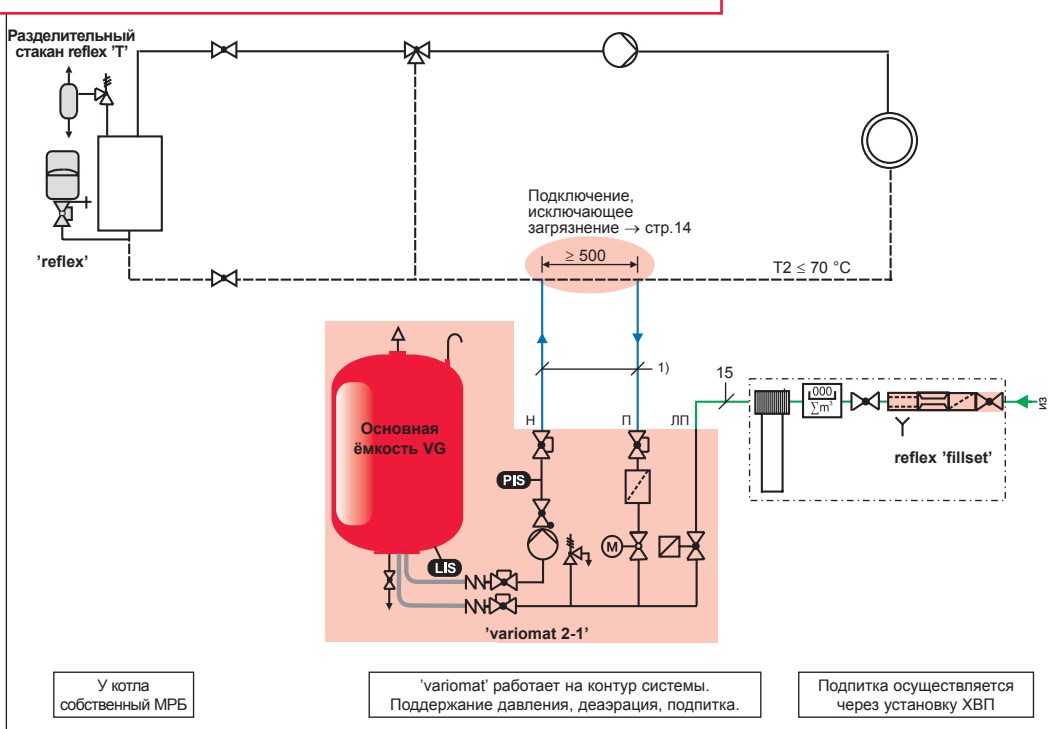 Разделительный
стакан reflex 'T'
'reflex'
Подключение,
исключающее
загрязнение → стр.14
≥ 500
T2 ≤ 70 °C
1)
15
000
∑m³
из
Н
П
ЛП
reflex 'fillset'
Основная
ёмкость VG
PIS
M
LIS
'variomat 2-1'
У котла
собственный МРБ
'variomat' работает на контур системы.
Поддержание давления, деаэрация, подпитка.
Подпитка осуществляется
через установку ХВП